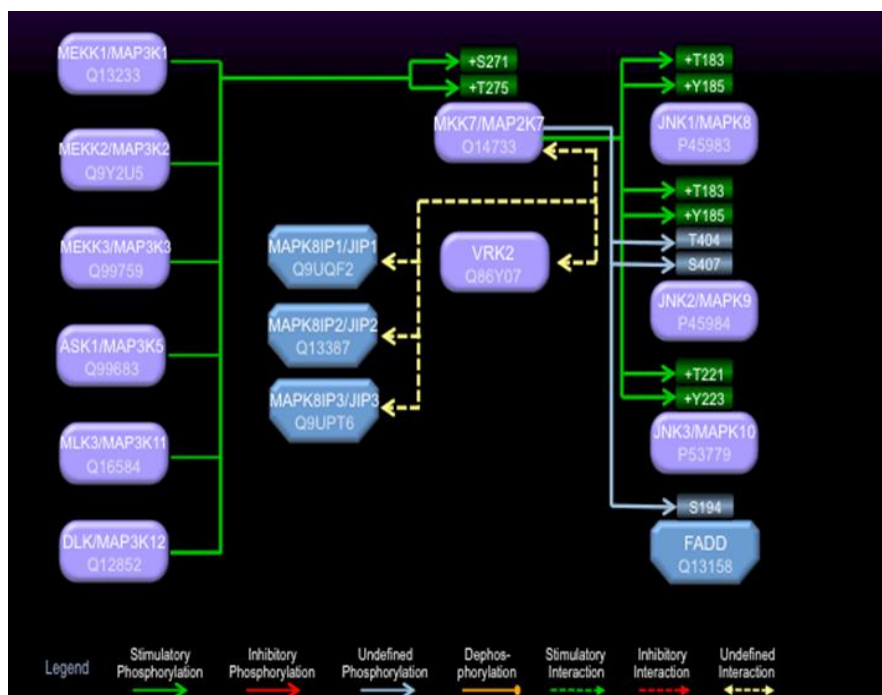 MEKK1/MAP3K1
Q13233
MEKK2/MAP3K2
Q9Y2U5
MEKK3/MAP3K3
Q99759
ASK1/MAP3K5
Q99683
MLK3/MAP3K11
Q16584
DLK/MAP3K12
Q12852
+S271
+T275
MKK7/MAP2K7
O14733
MAPK8IP1/JIP1
Q9UQF2
MAPK8IP2/JIP2
Q13387
MAPK8IP3/JIP3
Q9UPT6
VRK2
Q86Y07
+T183
+Y185
JNK1/MAPK8
P45983
+T183
+Y185
T404
S407
JNK2/MAPK9
P45984
+T221
+Y223
JNK3/MAPK10
P53779
S194
FADD
Q13158
Legend
Stimulatory
Phosphorylation
Inhibitory
Phosphorylation
Undefined
Phosphorylation
Dephos-
phorylation
Stimulatory
Interaction
Inhibitory
Interaction
Undefined
Interaction